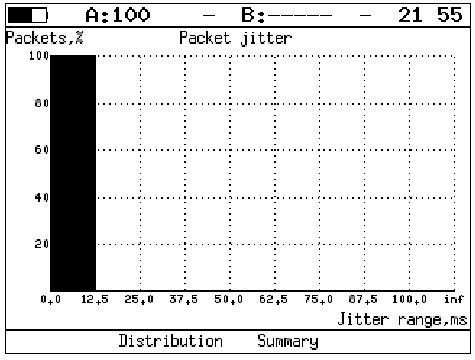 A:100 – B:----- – 21 55
Packets,% Packet jitter
100
80
60
40
20
0,0 12,5 25,0 37,5 50,0 62,5 75,0 87,5 100,0 inf
Jitter range,ms
Distribution Summary